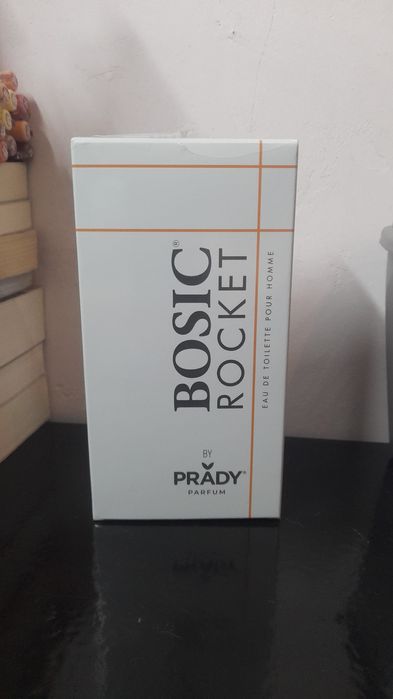 BOSIC®
ROCKET
EAU DE TOILETTE POUR HOMME
BY
PRADY®
PARFUM